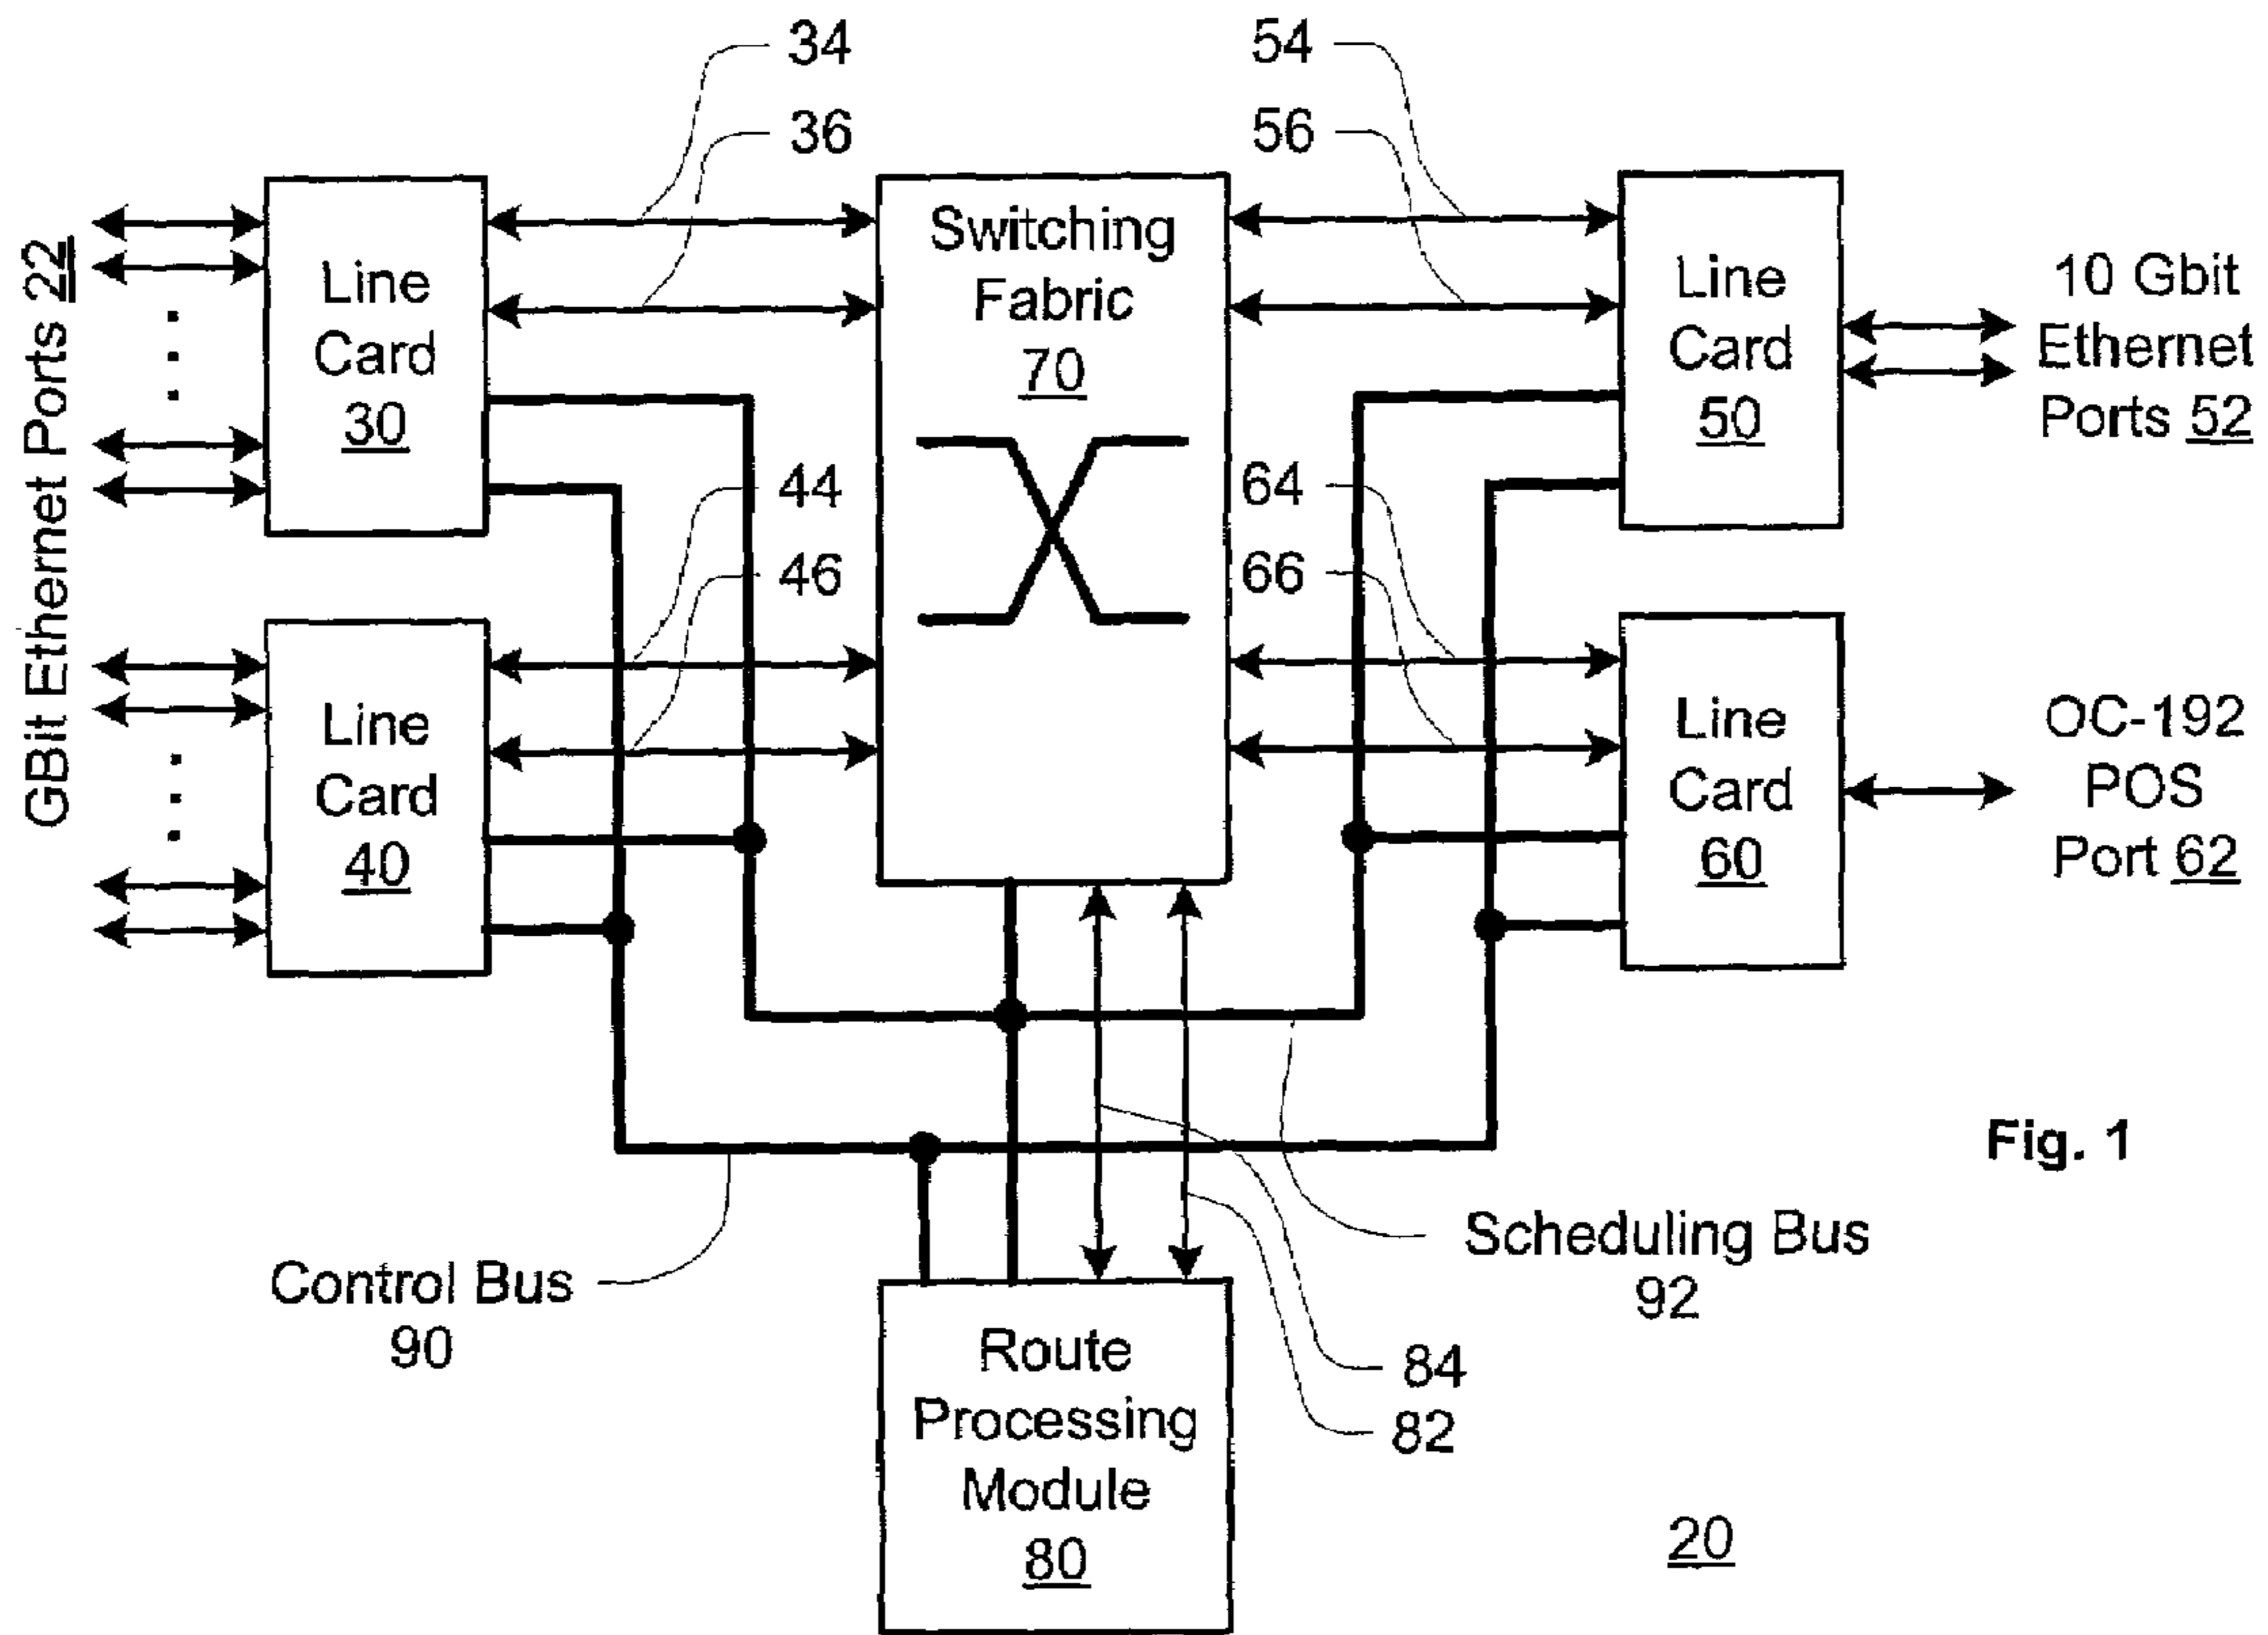 34
54
36
56
GBit Ethernet Ports 22
Line
Card
30
Switching
Fabric
70
Line
Card
50
10 Gbit
Ethernet
Ports 52
44
46
64
66
Line
Card
40
Line
Card
60
OC-192
POS
Port 62
Fig. 1
Control Bus
90
Scheduling Bus
92
Route
Processing
Module
80
84
82
20